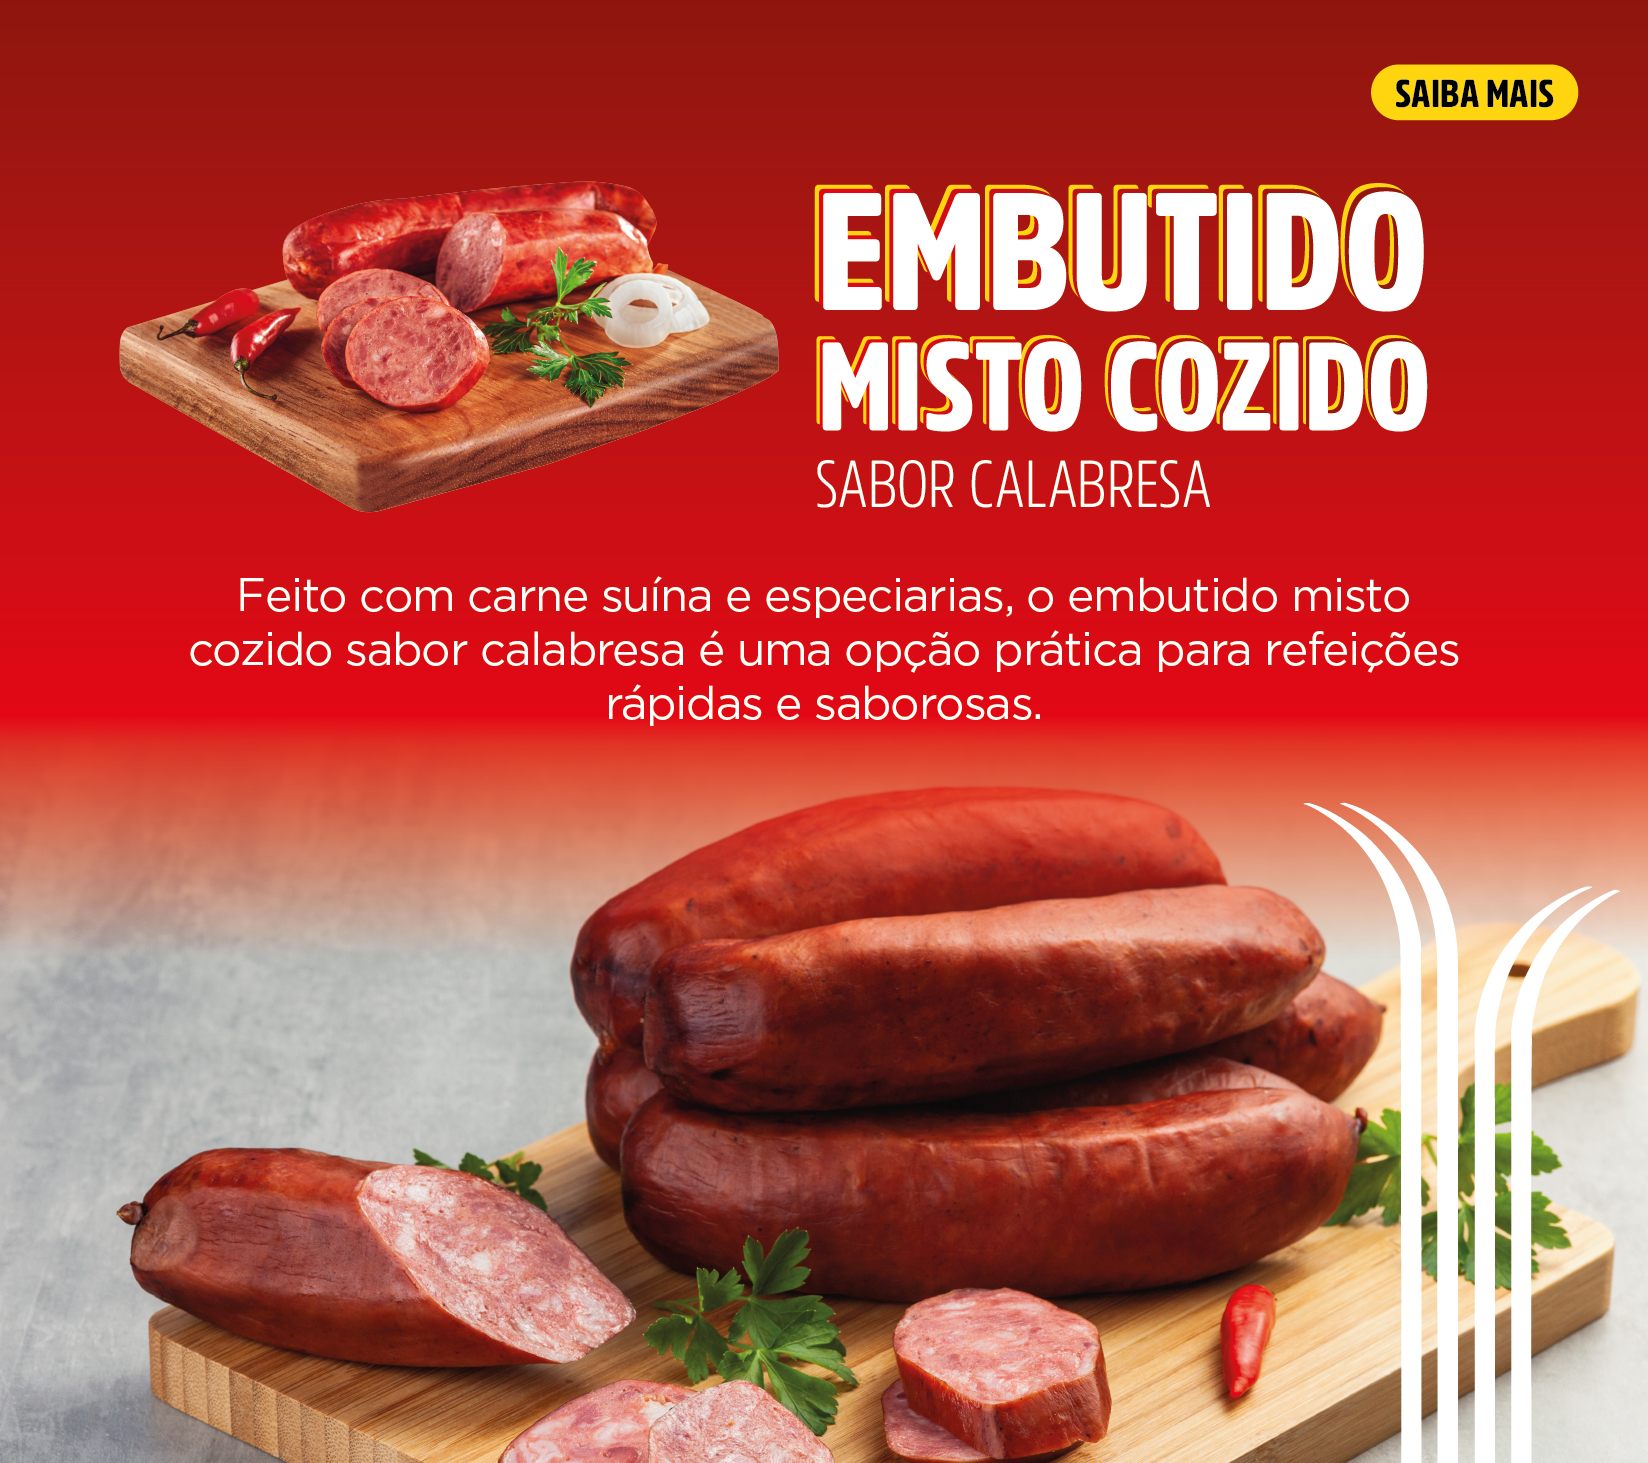 SAIBA MAIS
EMBUTIDO
MISTO COZIDO
SABOR CALABRESA
Feito com carne suína e especiarias, o embutido misto
cozido sabor calabresa é uma opção prática para refeições
rápidas e saborosas.